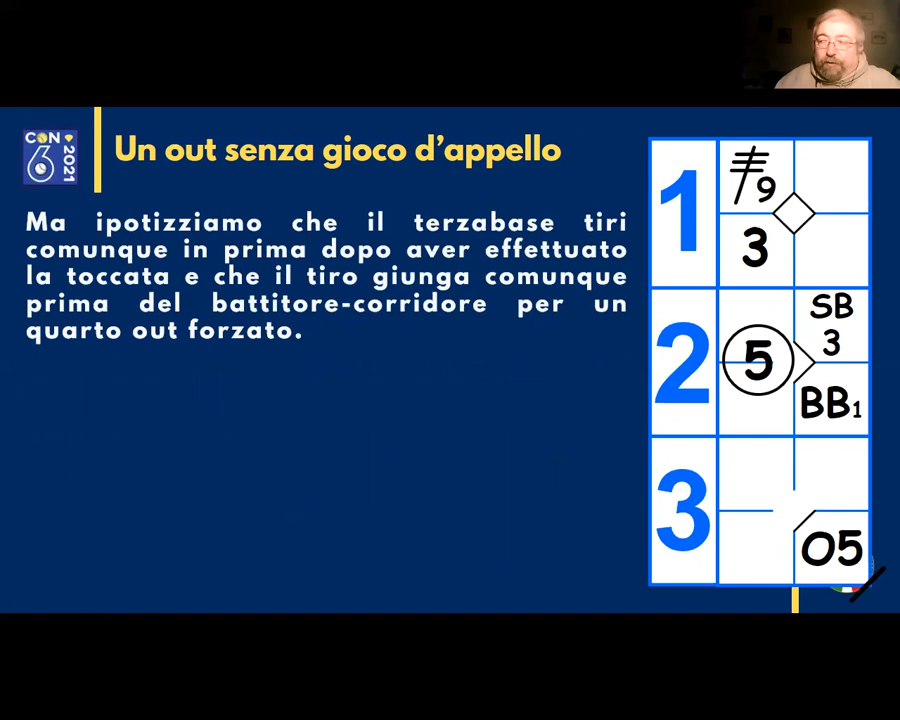 CON
6
2021
Un out senza gioco d'appello
Ma ipotizziamo che il terzabase tiri
comunque in prima dopo aver effettuato
la toccata e che il tiro giunga comunque
prima del battitore-corridore per un
quarto out forzato.
1
9
3
2
SB
3
5
BB1
3
O5